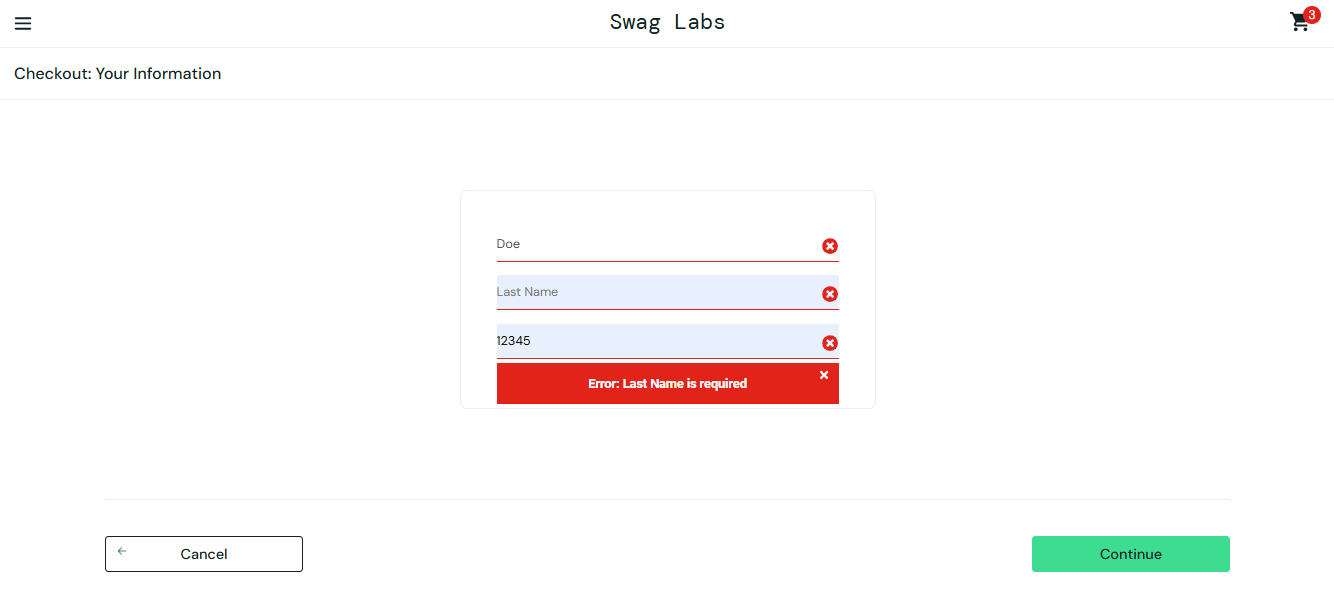 Swag Labs
3
Checkout: Your Information
Doe
Last Name
12345
Error: Last Name is required
Cancel
Continue